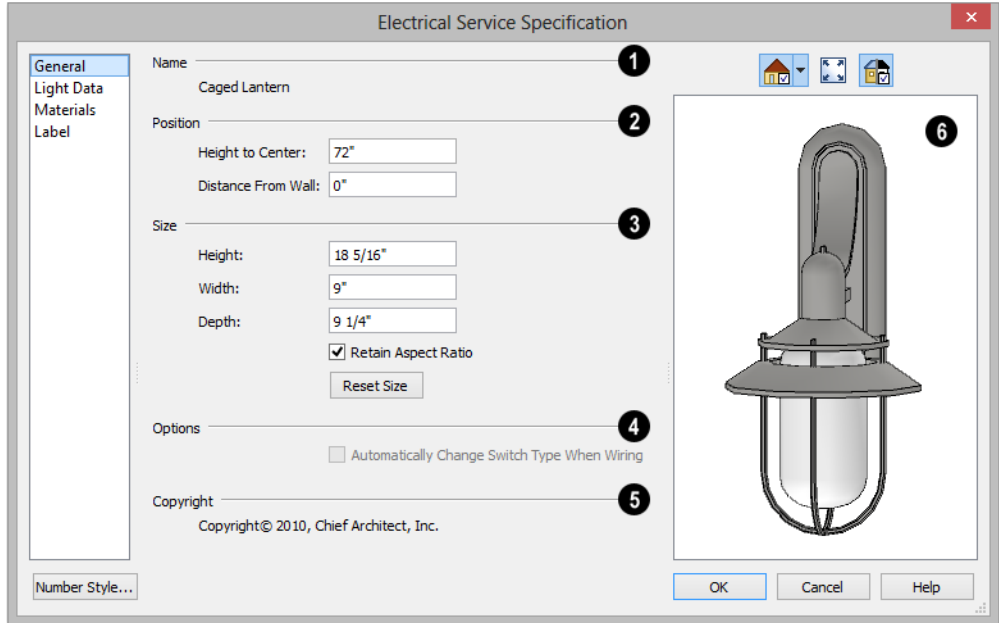 Electrical Service Specification
General
Light Data
Materials
Label
Name
1
Caged Lantern
Position
2
Height to Center: 72"
Distance From Wall: 0"
Size
3
Height: 18 5/16"
Width: 9"
Depth: 9 1/4"
Retain Aspect Ratio
Reset Size
Options
4
Automatically Change Switch Type When Wiring
Copyright
5
Copyright© 2010, Chief Architect, Inc.
6
Number Style...
OK
Cancel
Help